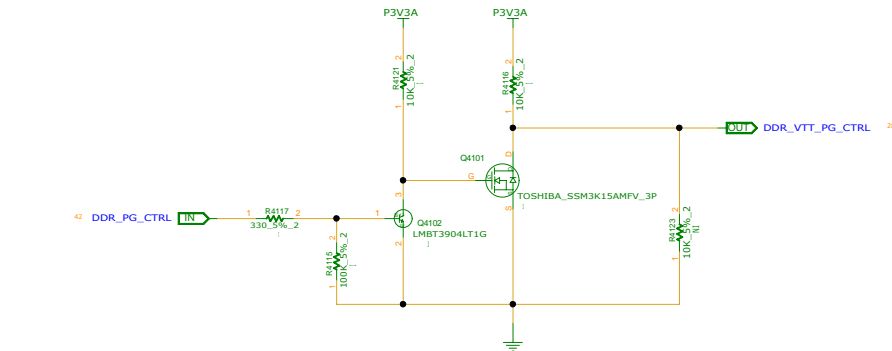 P3V3A
P3V3A
2
R4121
10K_5%_2
1
2
R4116
10K_5%_2
1
OUT
DDR_VTT_PG_CTRL
Q4101
D
G
S
TOSHIBA_SSM3K15AMFV_3P
42
DDR_PG_CTRL
IN
1
R4117
2
330_5%_2
1
3
Q4102
LMBT3904LT1G
2
2
R4115
100K_5%_2
1
2
R4123
10K_5%_2
NI
1